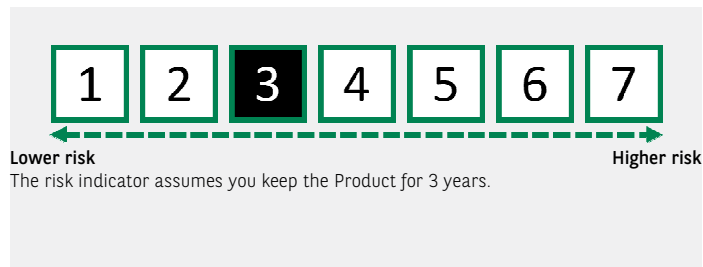 1 2 3 4 5 6 7
Lower risk Higher risk
The risk indicator assumes you keep the Product for 3 years.